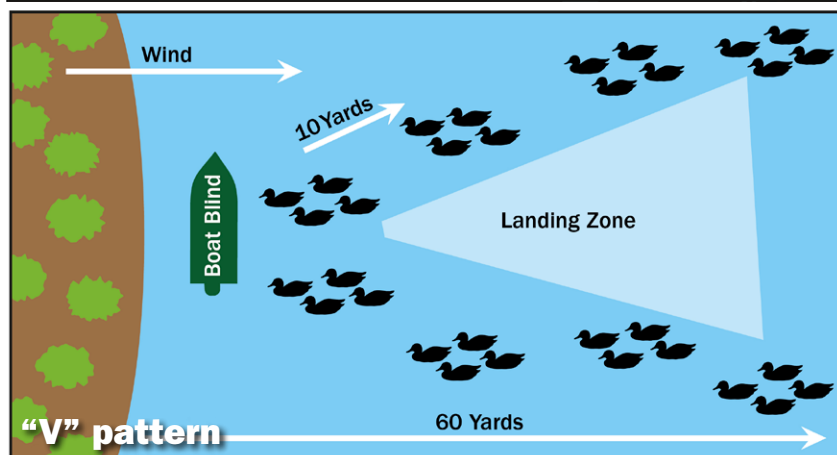 Wind
10 Yards
Boat Blind
Landing Zone
60 Yards
“V” pattern